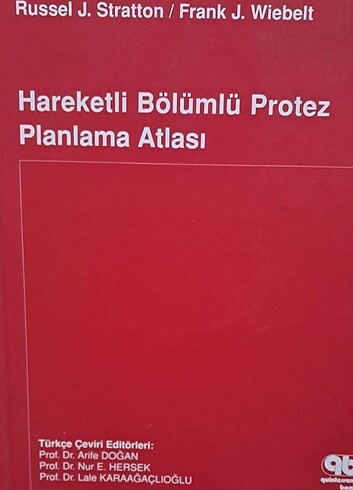 Russel J. Stratton / Frank J. Wiebelt
Hareketli Bölümlü Protez
Planlama Atlası
Türkçe Çeviri Editörleri:
Prof. Dr. Arife DOĞAN
Prof. Dr. Nur E. HERSEK
Prof. Dr. Lale KARAAĞAÇLIOĞLU